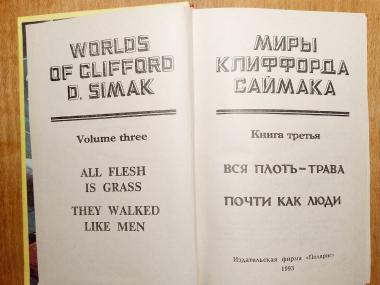 WORLDS
OF CLIFFORD
D. SIMAK
Volume three
ALL FLESH
IS GRASS
THEY WALKED
LIKE MEN
МИРЫ
КЛИФФОРДА
САЙМАКА
Книга третья
ВСЯ ПЛОТЬ-ТРАВА
ПОЧТИ КАК ЛЮДИ
Издательская фирма «Полярис»
1993